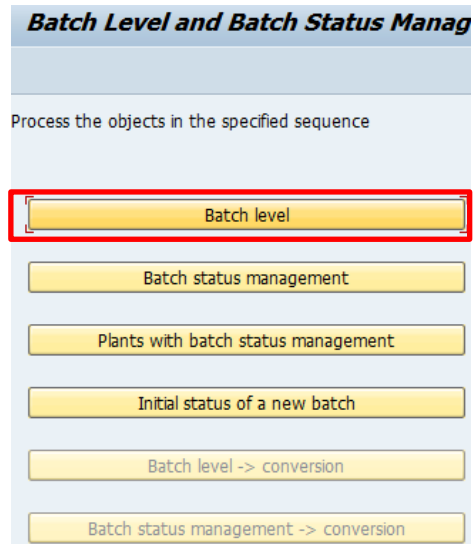 Batch Level and Batch Status Manag
Process the objects in the specified sequence
Batch level
Batch status management
Plants with batch status management
Initial status of a new batch
Batch level -> conversion
Batch status management -> conversion